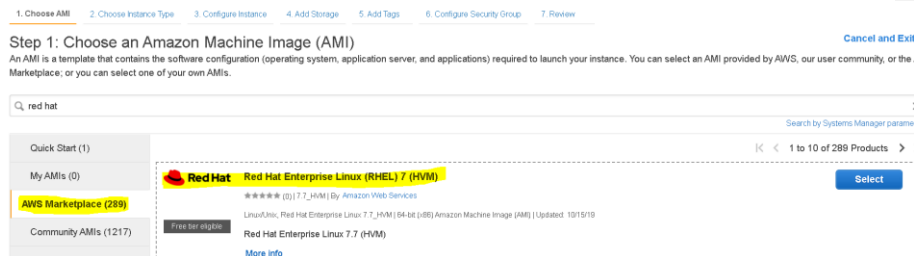 1. Choose AMI 2. Choose Instance Type 3. Configure Instance 4. Add Storage 5. Add Tags 6. Configure Security Group 7. Review
Step 1: Choose an Amazon Machine Image (AMI)
Cancel and Exit
An AMI is a template that contains the software configuration (operating system, application server, and applications) required to launch your instance. You can select an AMI provided by AWS, our user community, or the
Marketplace; or you can select one of your own AMIs.
red hat
Search by Systems Manager parame
Quick Start (1)
1 to 10 of 289 Products
My AMIs (0)
Red Hat
Red Hat Enterprise Linux (RHEL) 7 (HVM)
Select
(0) | 7.7_HVM | By Amazon Web Services
AWS Marketplace (289)
Linux/Unix, Red Hat Enterprise Linux 7.7_HVM | 64-bit (x86) Amazon Machine Image (AMI) | Updated: 10/15/19
Free tier eligible
Community AMIs (1217)
Red Hat Enterprise Linux 7.7 (HVM)
More info